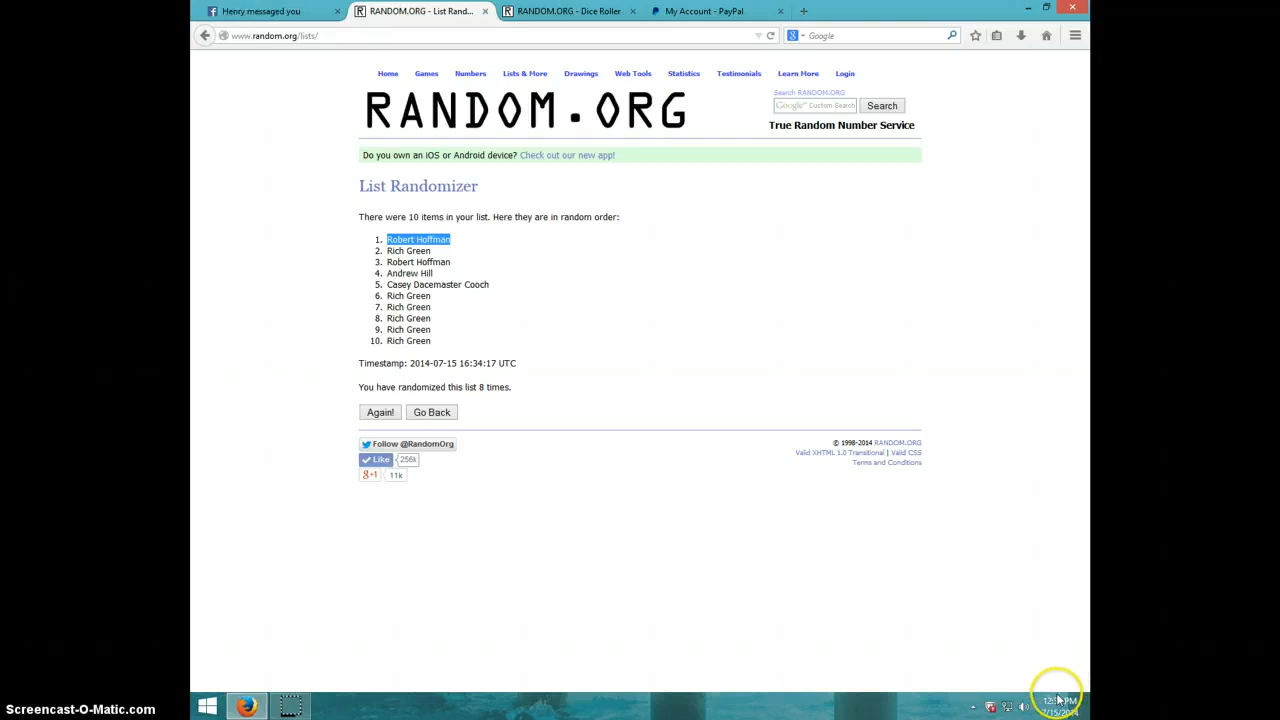 Henry messaged you
RANDOM.ORG - List Rand...
RANDOM.ORG - Dice Roller
My Account - PayPal
www.random.org/lists/
Google
Home Games Numbers Lists & More Drawings Web Tools Statistics Testimonials Learn More Login
RANDOM.ORG
Search RANDOM.ORG
Google™ Custom Search
Search
True Random Number Service
Do you own an iOS or Android device? Check out our new app!
List Randomizer
There were 10 items in your list. Here they are in random order:
1. Robert Hoffman
2. Rich Green
3. Robert Hoffman
4. Andrew Hill
5. Casey Dacemaster Cooch
6. Rich Green
7. Rich Green
8. Rich Green
9. Rich Green
10. Rich Green
Timestamp: 2014-07-15 16:34:17 UTC
You have randomized this list 8 times.
Again! Go Back
Follow @RandomOrg
Like 256k
g+1 11k
© 1998-2014 RANDOM.ORG
Valid XHTML 1.0 Transitional | Valid CSS
Terms and Conditions
7/15/2014
Screencast-O-Matic.com